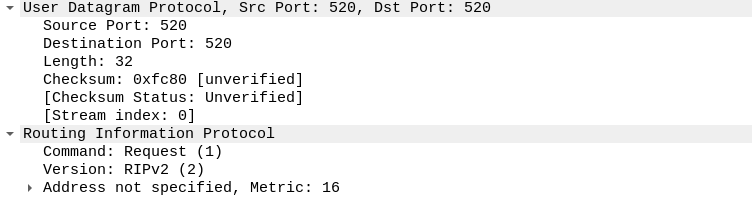 User Datagram Protocol, Src Port: 520, Dst Port: 520
Source Port: 520
Destination Port: 520
Length: 32
Checksum: 0xfc80 [unverified]
[Checksum Status: Unverified]
[Stream index: 0]
Routing Information Protocol
Command: Request (1)
Version: RIPv2 (2)
Address not specified, Metric: 16